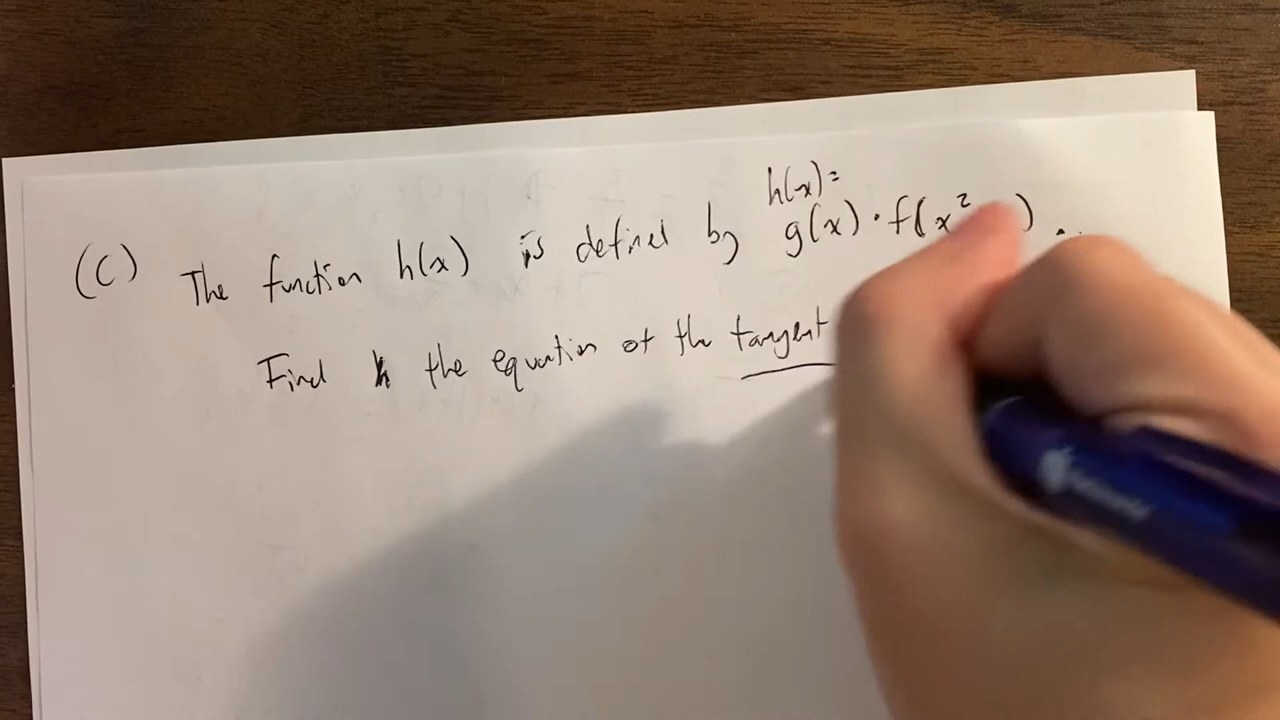 h(x)=
(C) The function h(x) is defined by g(x)·f(x²
Find the equation of the tangent